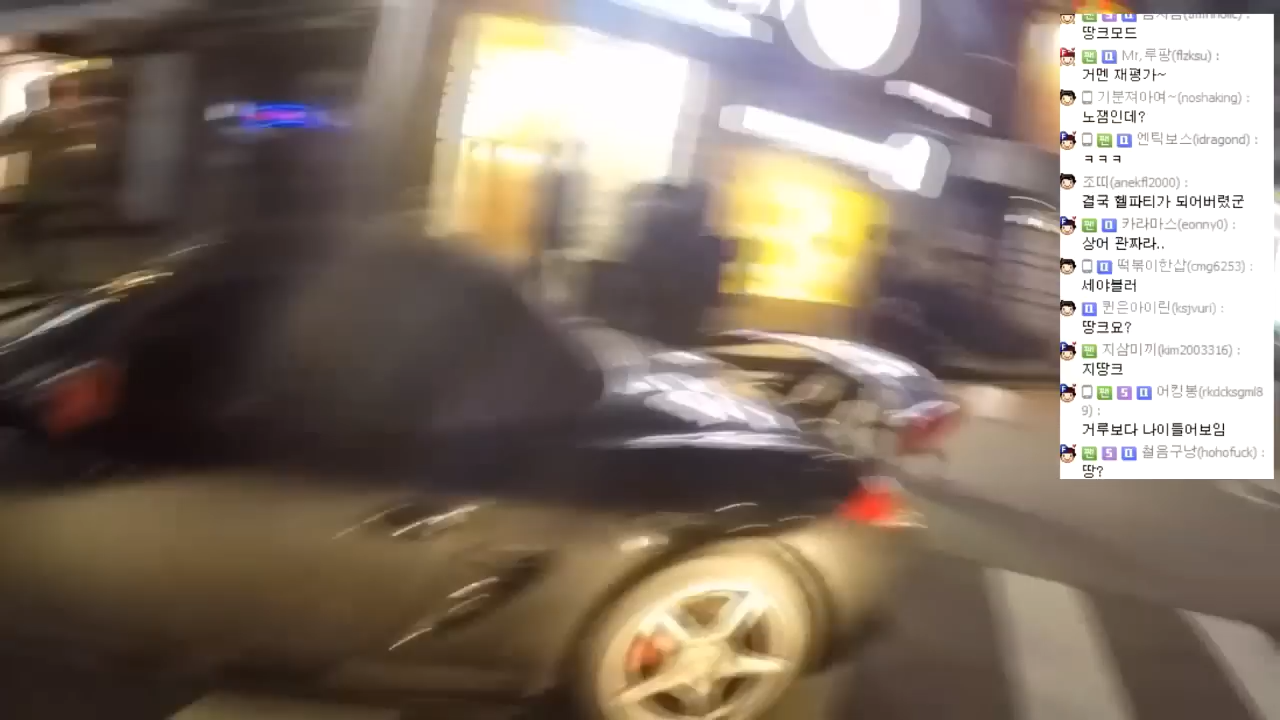 땅크모드
Mr.루팡(flzksu) :
거멘 재평가~
기분져아여~(noshaking) :
노잼인데?
엔틱보스(idragond) :
ㅋㅋㅋ
조띠(anekfl2000) :
결국 헬파티가 되어버렸군
카라마스(eonny0) :
상어 관짜라..
떡볶이한삽(cmg6253) :
세야블러
퀸은아이린(ksjvuri) :
땅크요?
지삼미끼(kim2003316) :
지땅크
어킹봉(rkdcksgml8
9) :
거루보다 나이들어보임
철음구낭(hohofuck) :
땅?